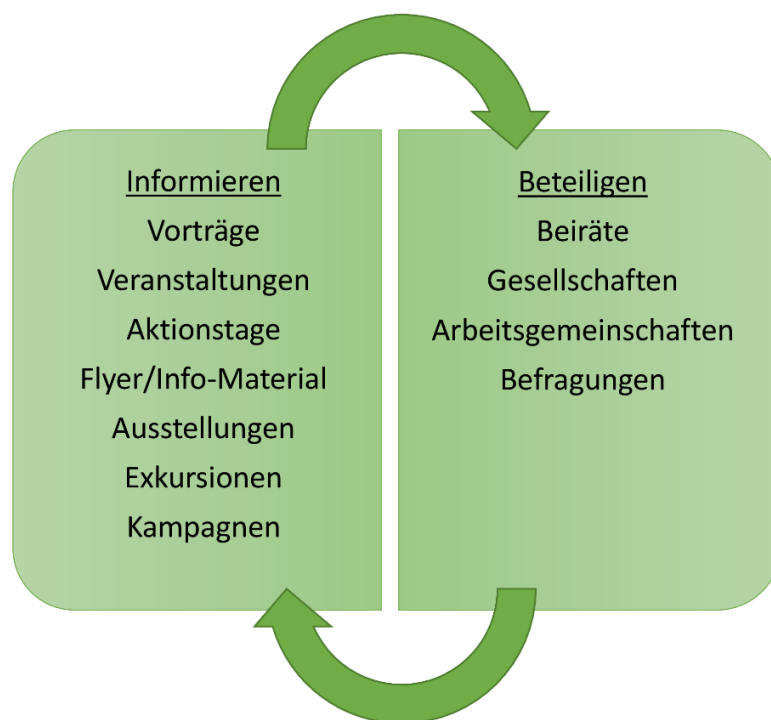 Informieren
Vorträge
Veranstaltungen
Aktionstage
Flyer/Info-Material
Ausstellungen
Exkursionen
Kampagnen
Beteiligen
Beiräte
Gesellschaften
Arbeitsgemeinschaften
Befragungen